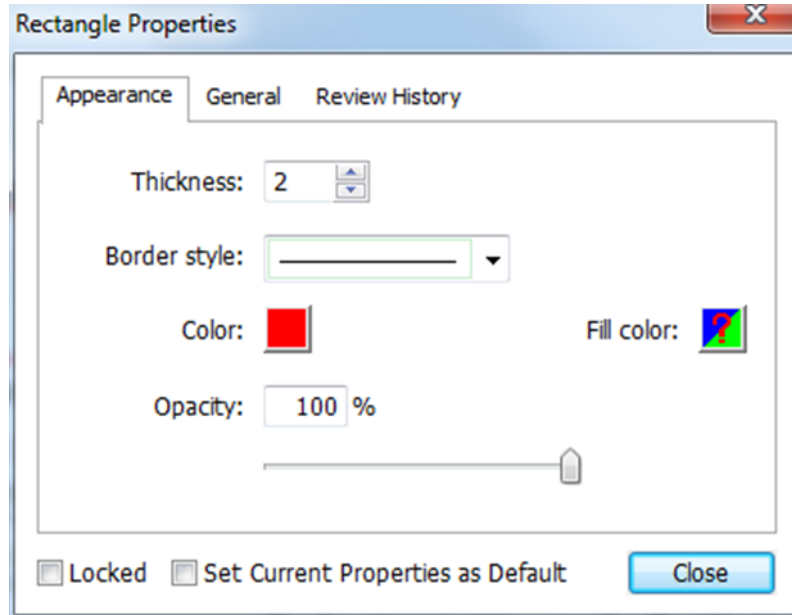 Rectangle Properties
Appearance General Review History
Thickness: 2
Border style:
Color: Fill color: ?
Opacity: 100 %
Locked Set Current Properties as Default Close